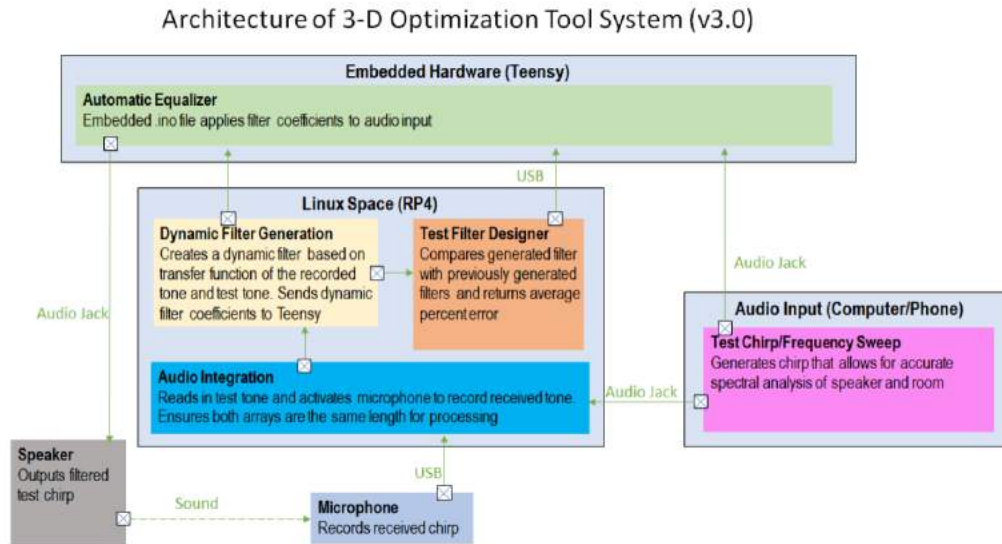 Architecture of 3-D Optimization Tool System (v3.0)
Embedded Hardware (Teensy)
Automatic Equalizer
Embedded .ino file applies filter coefficients to audio input
USB
Linux Space (RP4)
Dynamic Filter Generation
Creates a dynamic filter based on
transfer function of the recorded
tone and test tone. Sends dynamic
filter coefficients to Teensy
Test Filter Designer
Compares generated filter
with previously generated
filters and returns average
percent error
Audio Jack
Audio Jack
Audio Input (Computer/Phone)
Test Chirp/Frequency Sweep
Generates chirp that allows for accurate
spectral analysis of speaker and room
Audio Integration
Reads in test tone and activates microphone to record received tone.
Ensures both arrays are the same length for processing
Audio Jack
Speaker
Outputs filtered
test chirp
USB
Sound
Microphone
Records received chirp